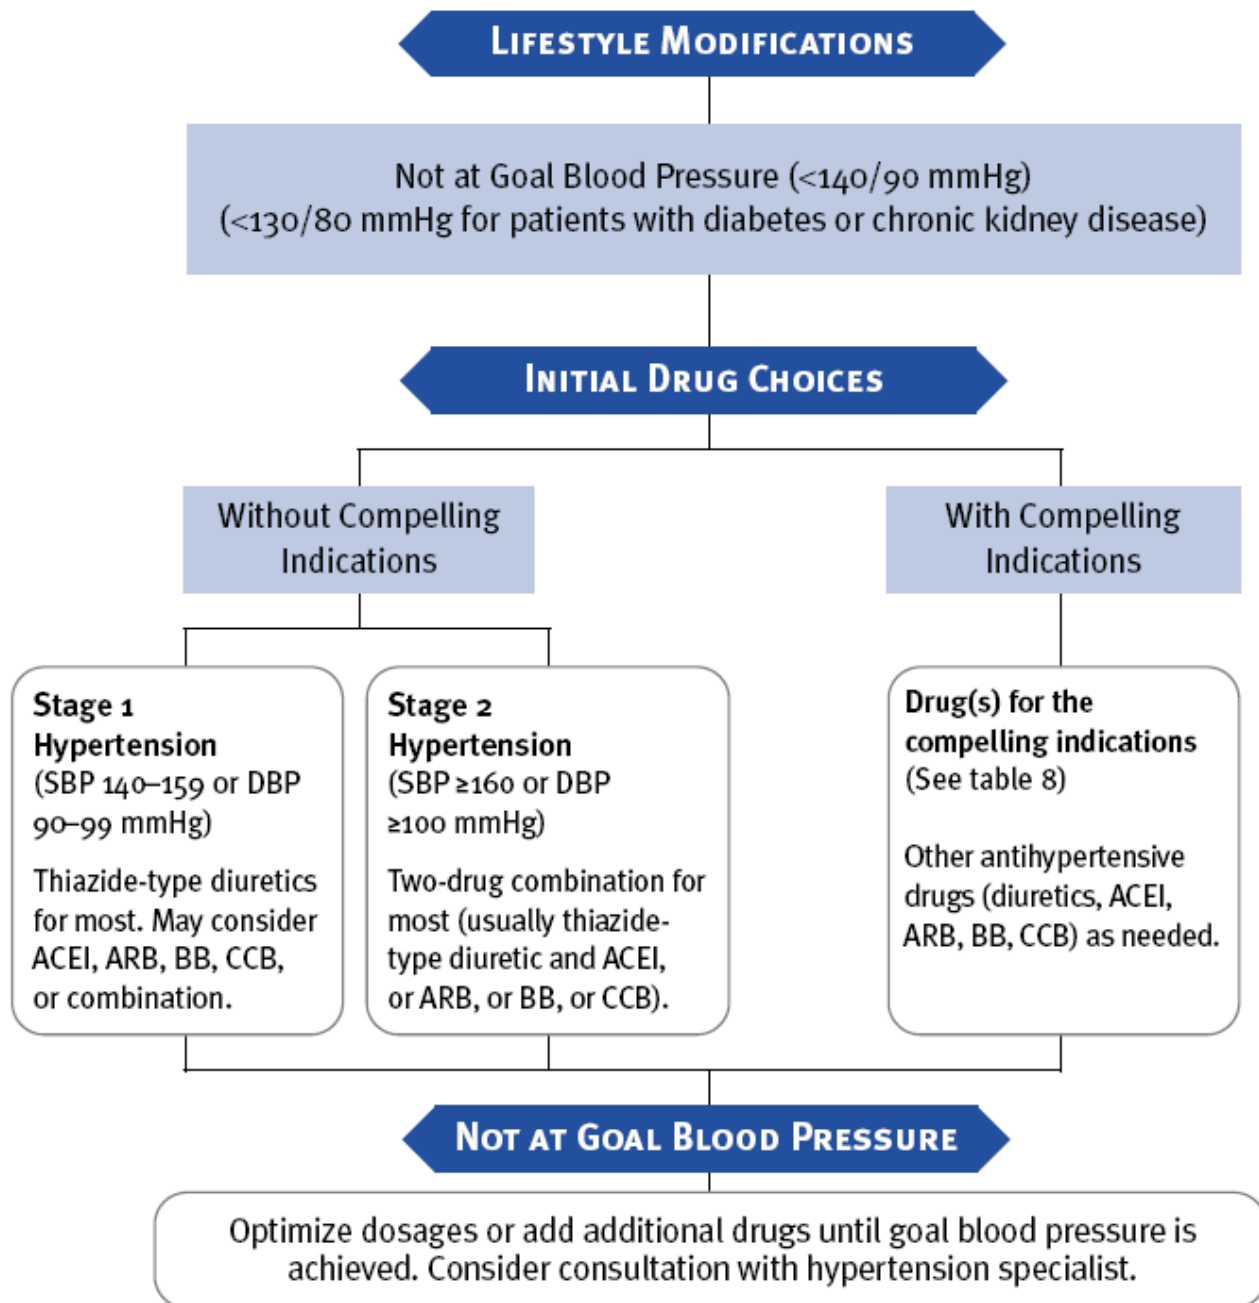 LIFESTYLE MODIFICATIONS
Not at Goal Blood Pressure (<140/90 mmHg)
(<130/80 mmHg for patients with diabetes or chronic kidney disease)
INITIAL DRUG CHOICES
Without Compelling
Indications
With Compelling
Indications
Stage 1
Hypertension
(SBP 140–159 or DBP
90–99 mmHg)
Thiazide-type diuretics
for most. May consider
ACEI, ARB, BB, CCB,
or combination.
Stage 2
Hypertension
(SBP ≥160 or DBP
≥100 mmHg)
Two-drug combination for
most (usually thiazide-
type diuretic and ACEI,
or ARB, or BB, or CCB).
Drug(s) for the
compelling indications
(See table 8)
Other antihypertensive
drugs (diuretics, ACEI,
ARB, BB, CCB) as needed.
NOT AT GOAL BLOOD PRESSURE
Optimize dosages or add additional drugs until goal blood pressure is
achieved. Consider consultation with hypertension specialist.